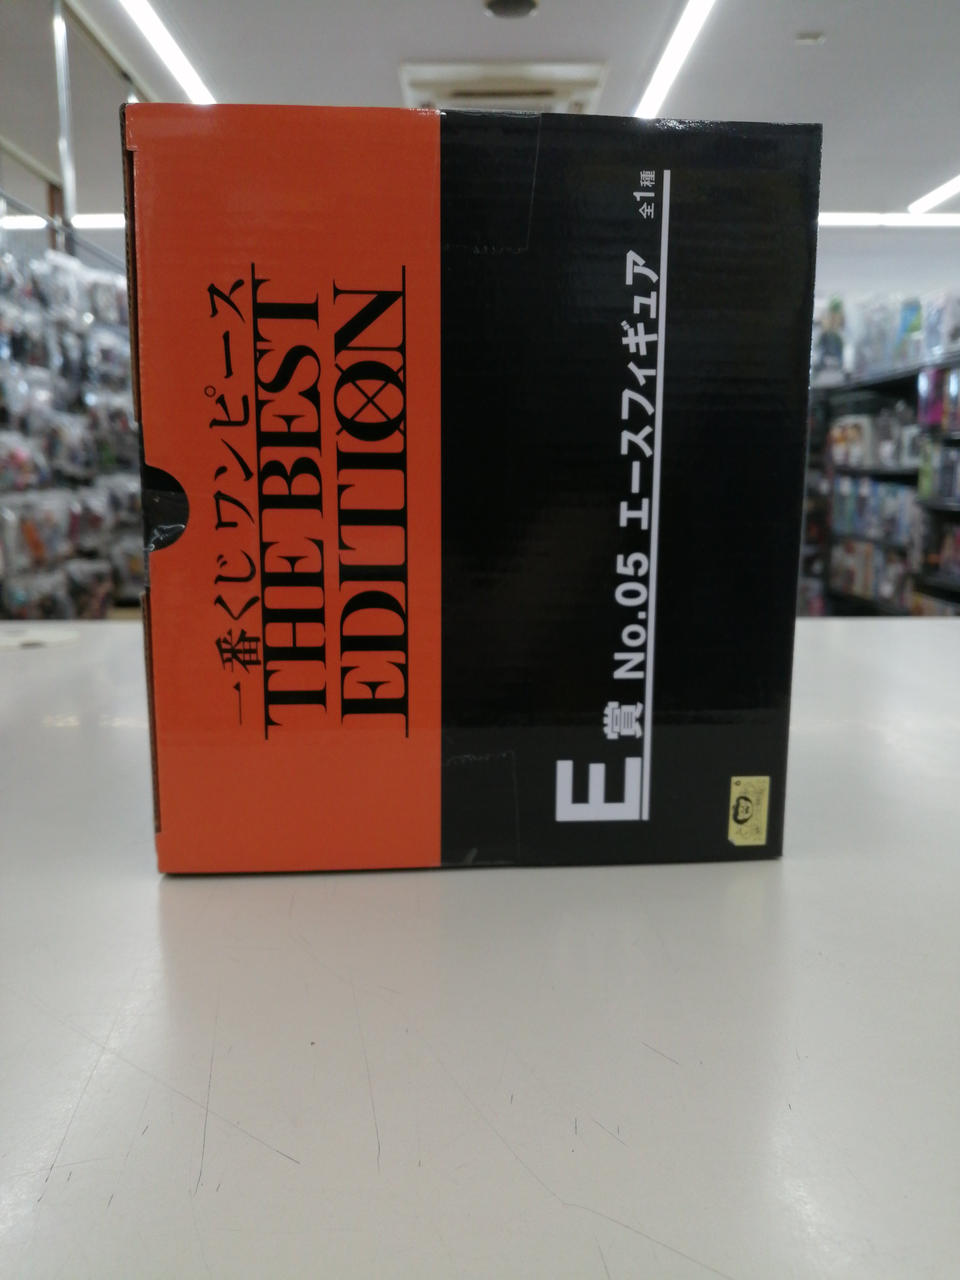 一番くじ ワンピース
THE BEST
EDITION
E賞 No.05 エースフィギュア 全1種